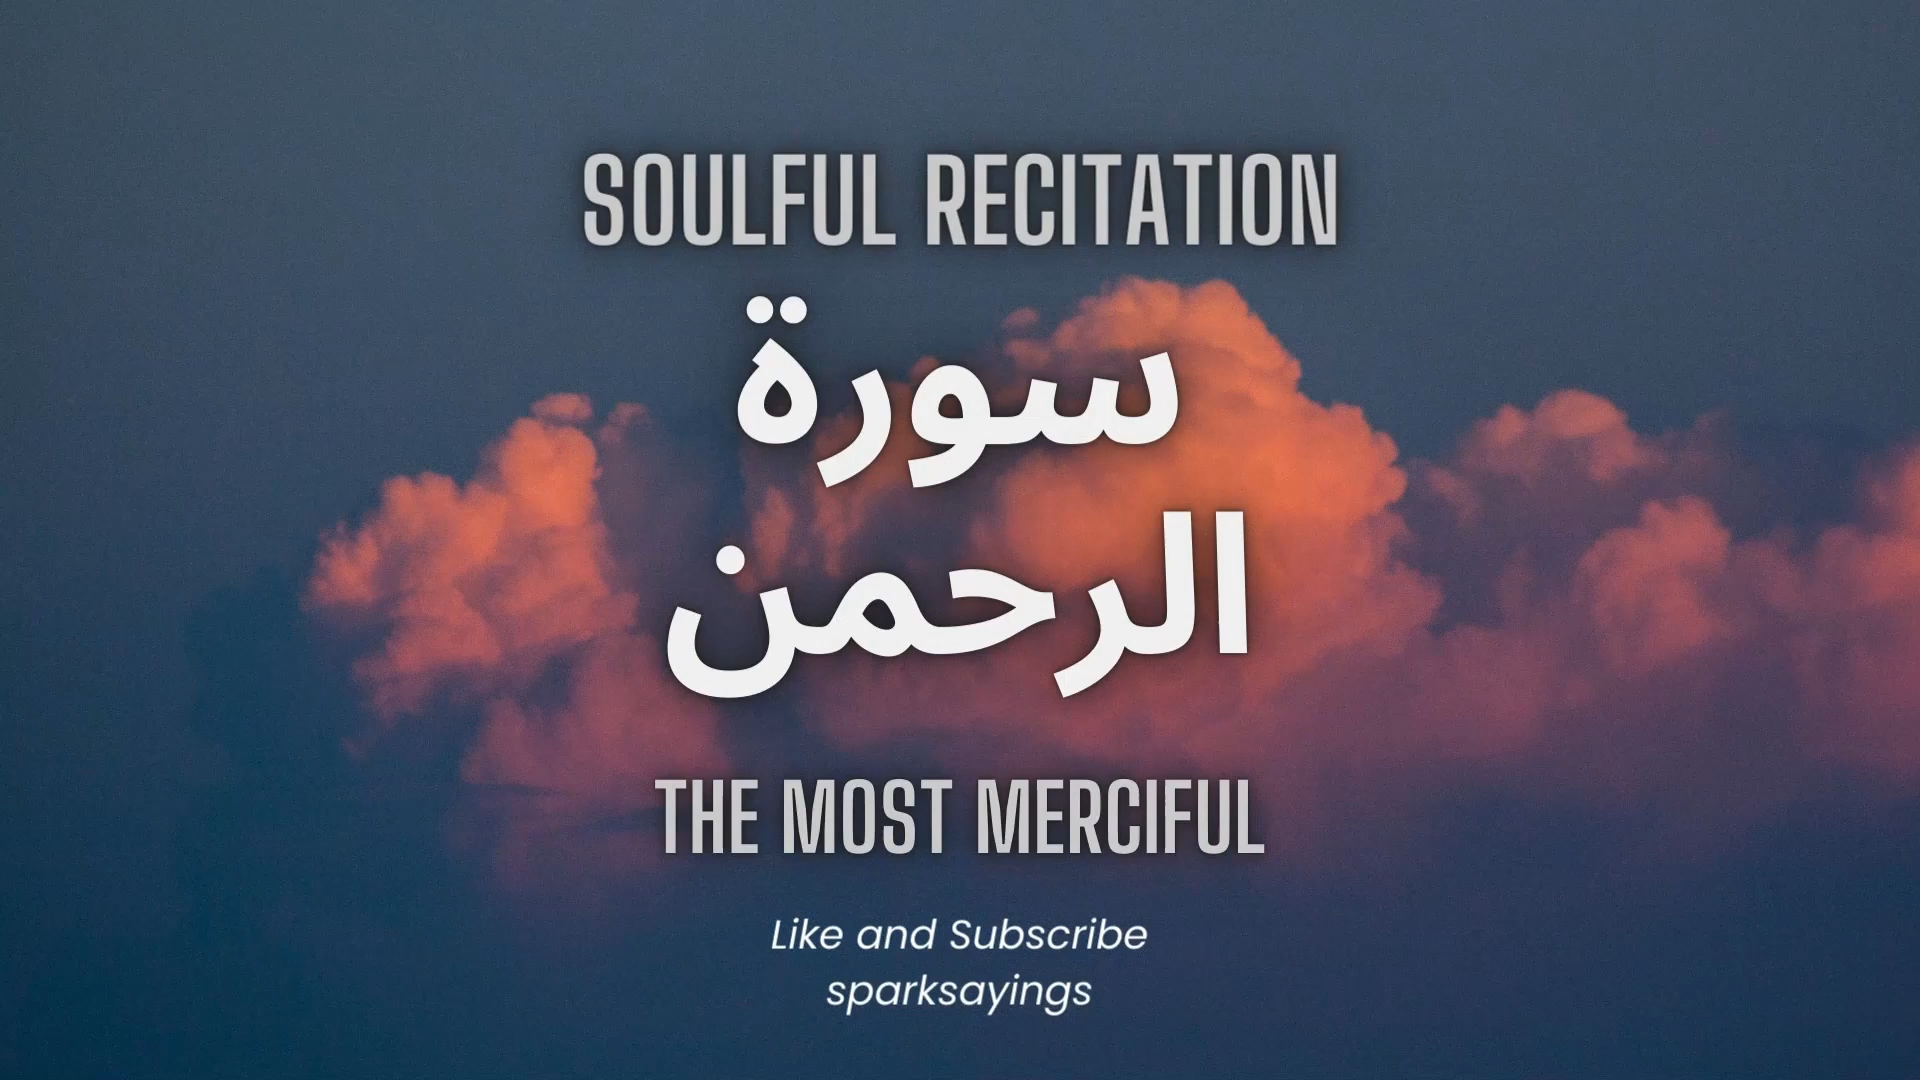 SOULFUL RECITATION
سورة
الرحمن
THE MOST MERCIFUL
Like and Subscribe
sparksayings